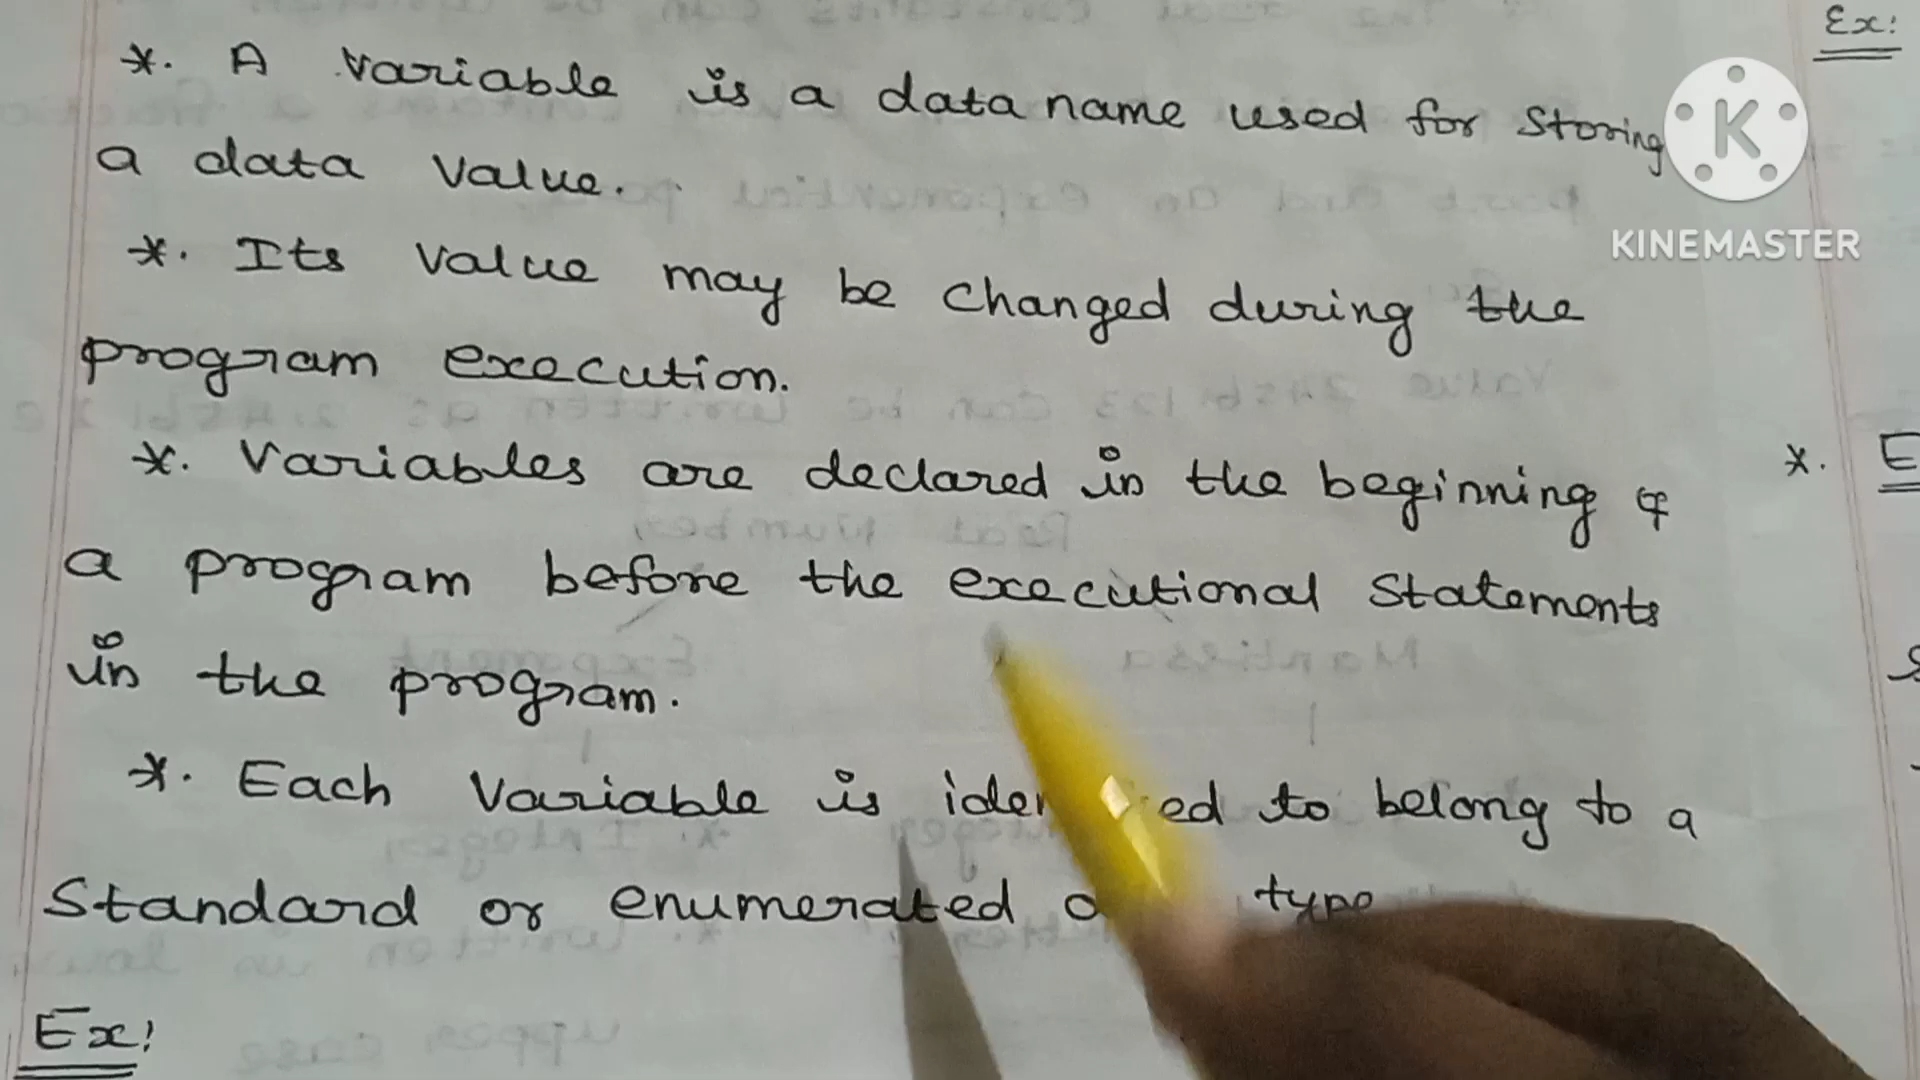 *. A variable is a data name used for storing
a data value.
*. Its value may be changed during the
program execution.
*. Variables are declared in the beginning of
a program before the executional statements
in the program.
*. Each variable is to belong to a
standard or enumerated type
Ex:
Ex:
*. E
KINEMASTER